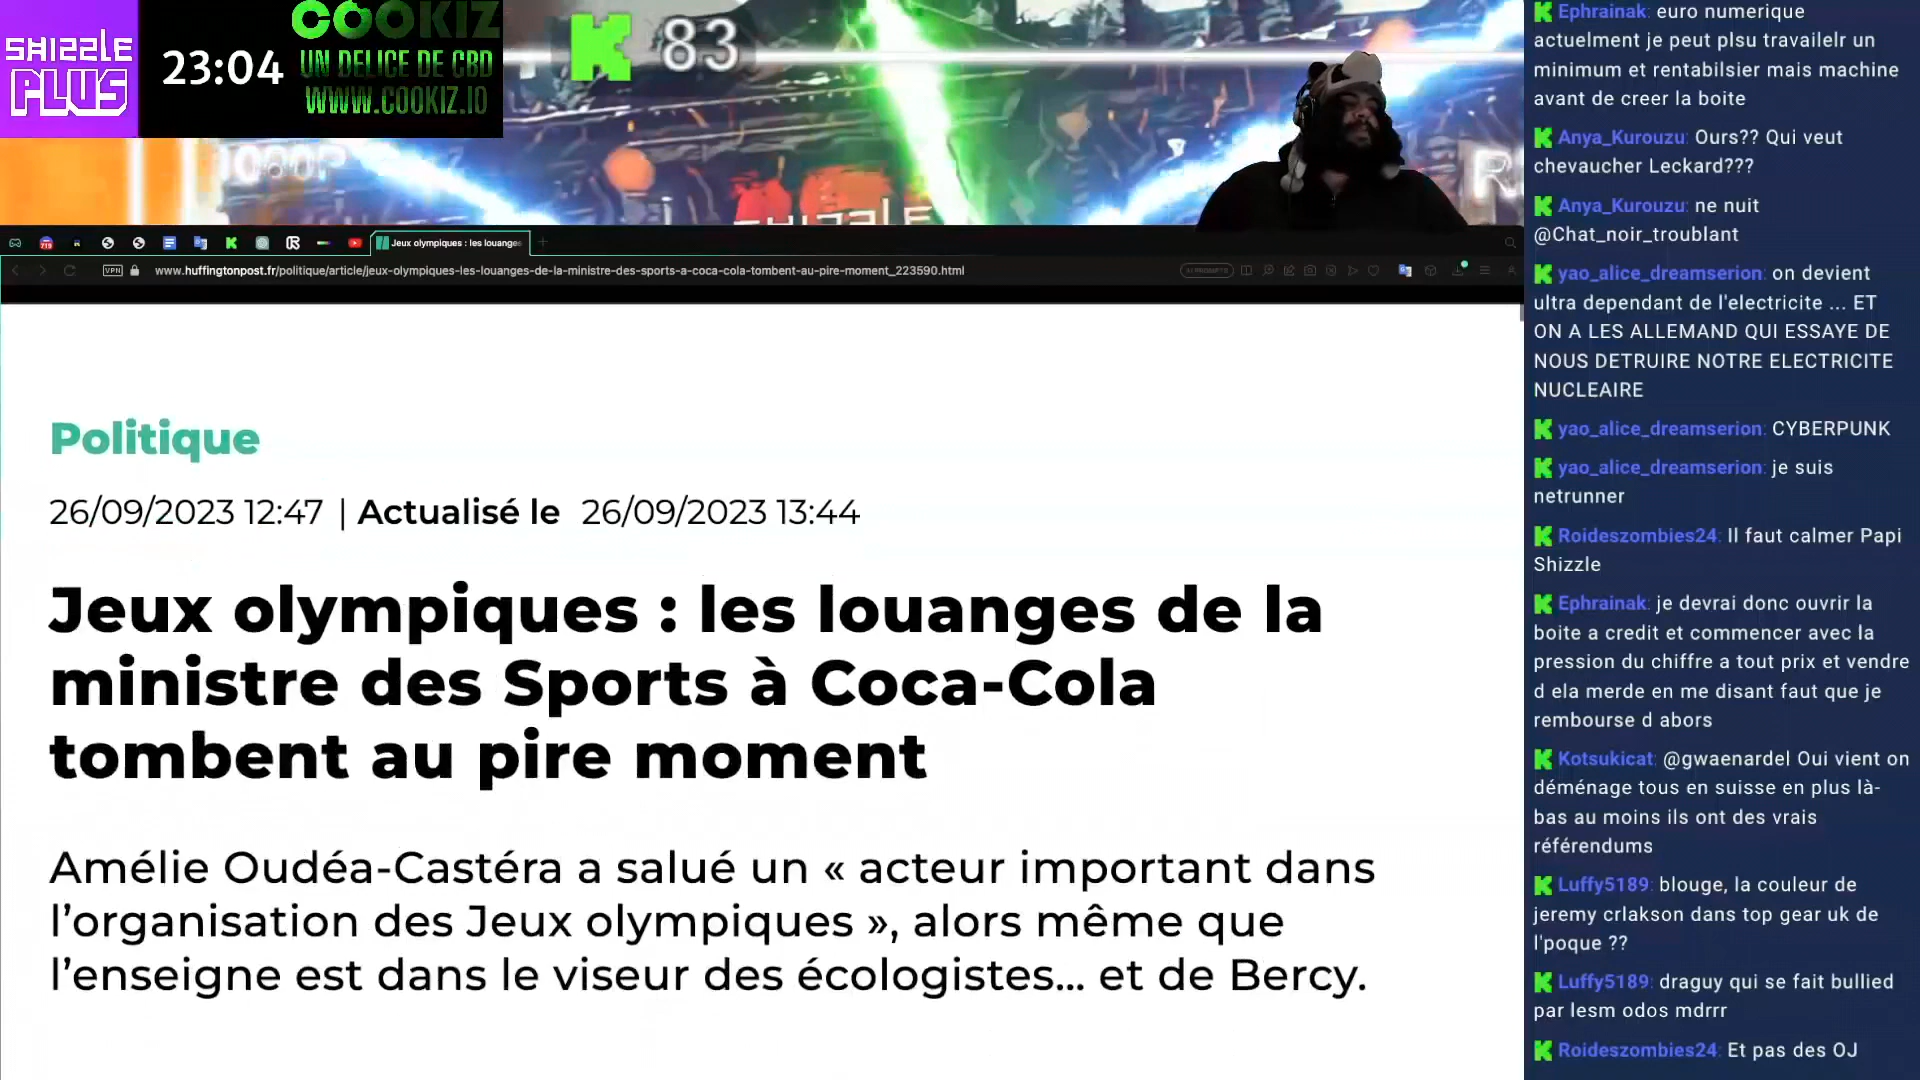 SHIZZLE
PLUS
23:04
COOKIZ
UN DELICE DE CBD
WWW.COOKIZ.IO
83
SHIZZLE
R
719
Jeux olympiques : les louanges
VPN
www.huffingtonpost.fr/politique/article/jeux-olympiques-les-louanges-de-la-ministre-des-sports-a-coca-cola-tombent-au-pire-moment_223590.html
AI PROMPTS
Politique
26/09/2023 12:47 | Actualisé le 26/09/2023 13:44
Jeux olympiques : les louanges de la
ministre des Sports à Coca-Cola
tombent au pire moment
Amélie Oudéa-Castéra a salué un « acteur important dans
l’organisation des Jeux olympiques », alors même que
l’enseigne est dans le viseur des écologistes… et de Bercy.
Ephrainak: euro numerique
actuelment je peut plsu travailelr un
minimum et rentabilsier mais machine
avant de creer la boite
Anya_Kurouzu: Ours?? Qui veut
chevaucher Leckard???
Anya_Kurouzu: ne nuit
@Chat_noir_troublant
yao_alice_dreamserion: on devient
ultra dependant de l'electricite ... ET
ON A LES ALLEMAND QUI ESSAYE DE
NOUS DETRUIRE NOTRE ELECTRICITE
NUCLEAIRE
yao_alice_dreamserion: CYBERPUNK
yao_alice_dreamserion: je suis
netrunner
Roideszombies24: Il faut calmer Papi
Shizzle
Ephrainak: je devrai donc ouvrir la
boite a credit et commencer avec la
pression du chiffre a tout prix et vendre
d ela merde en me disant faut que je
rembourse d abors
Kotsukicat: @gwaenardel Oui vient on
déménage tous en suisse en plus là-
bas au moins ils ont des vrais
référendums
Luffy5189: blouge, la couleur de
jeremy crlakson dans top gear uk de
l'poque ??
Luffy5189: draguy qui se fait bullied
par lesm odos mdrrr
Roideszombies24: Et pas des OJ